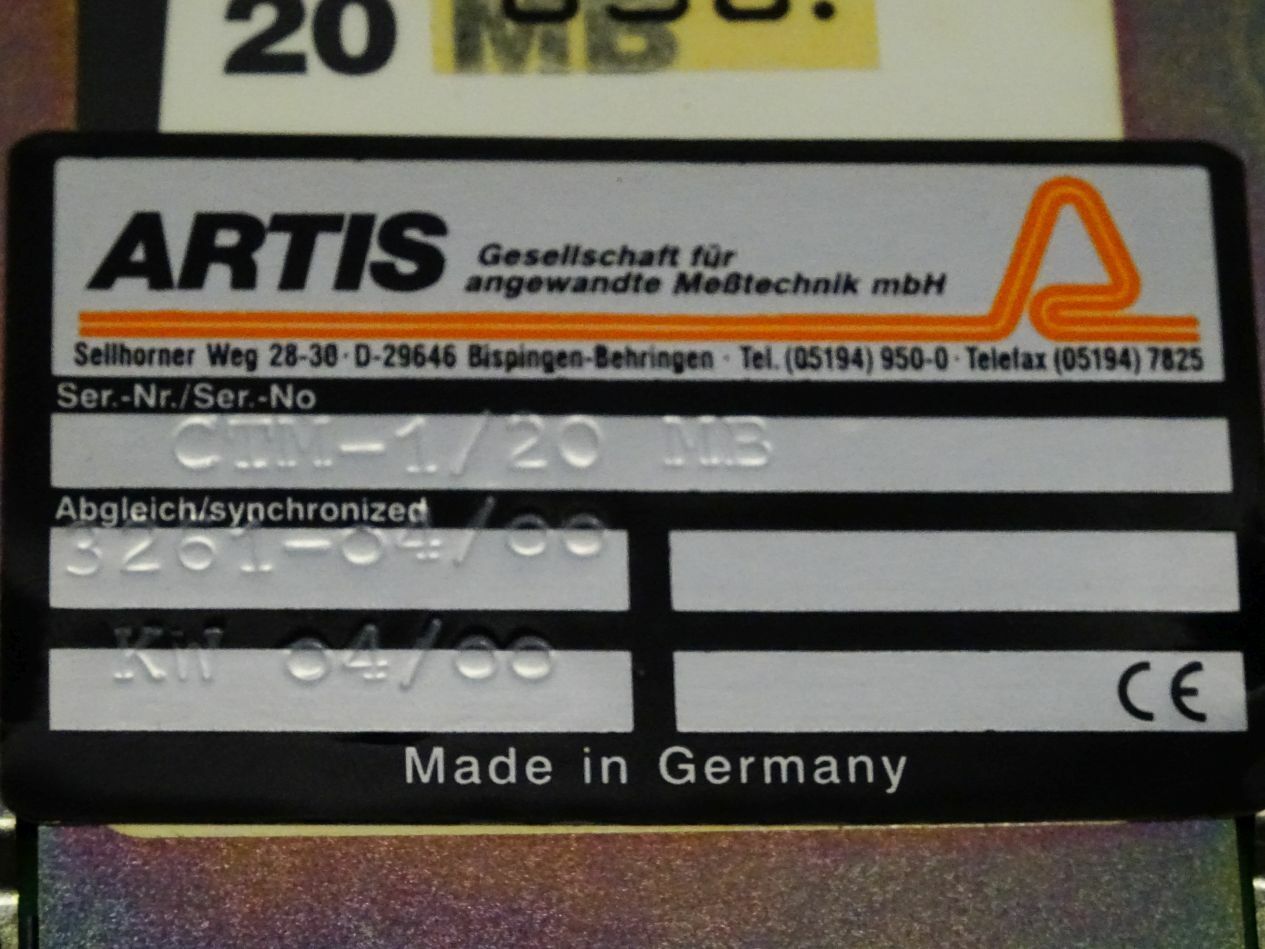 20 MB
ARTIS Gesellschaft für
angewandte Meßtechnik mbH
Sellhorner Weg 28-30 · D-29646 Bispingen-Behringen · Tel. (05194) 950-0 · Telefax (05194) 7825
Ser.-Nr./Ser.-No
CTM-1/20 MB
Abgleich/synchronized
3261-04/00
KW 04/00
CE
Made in Germany